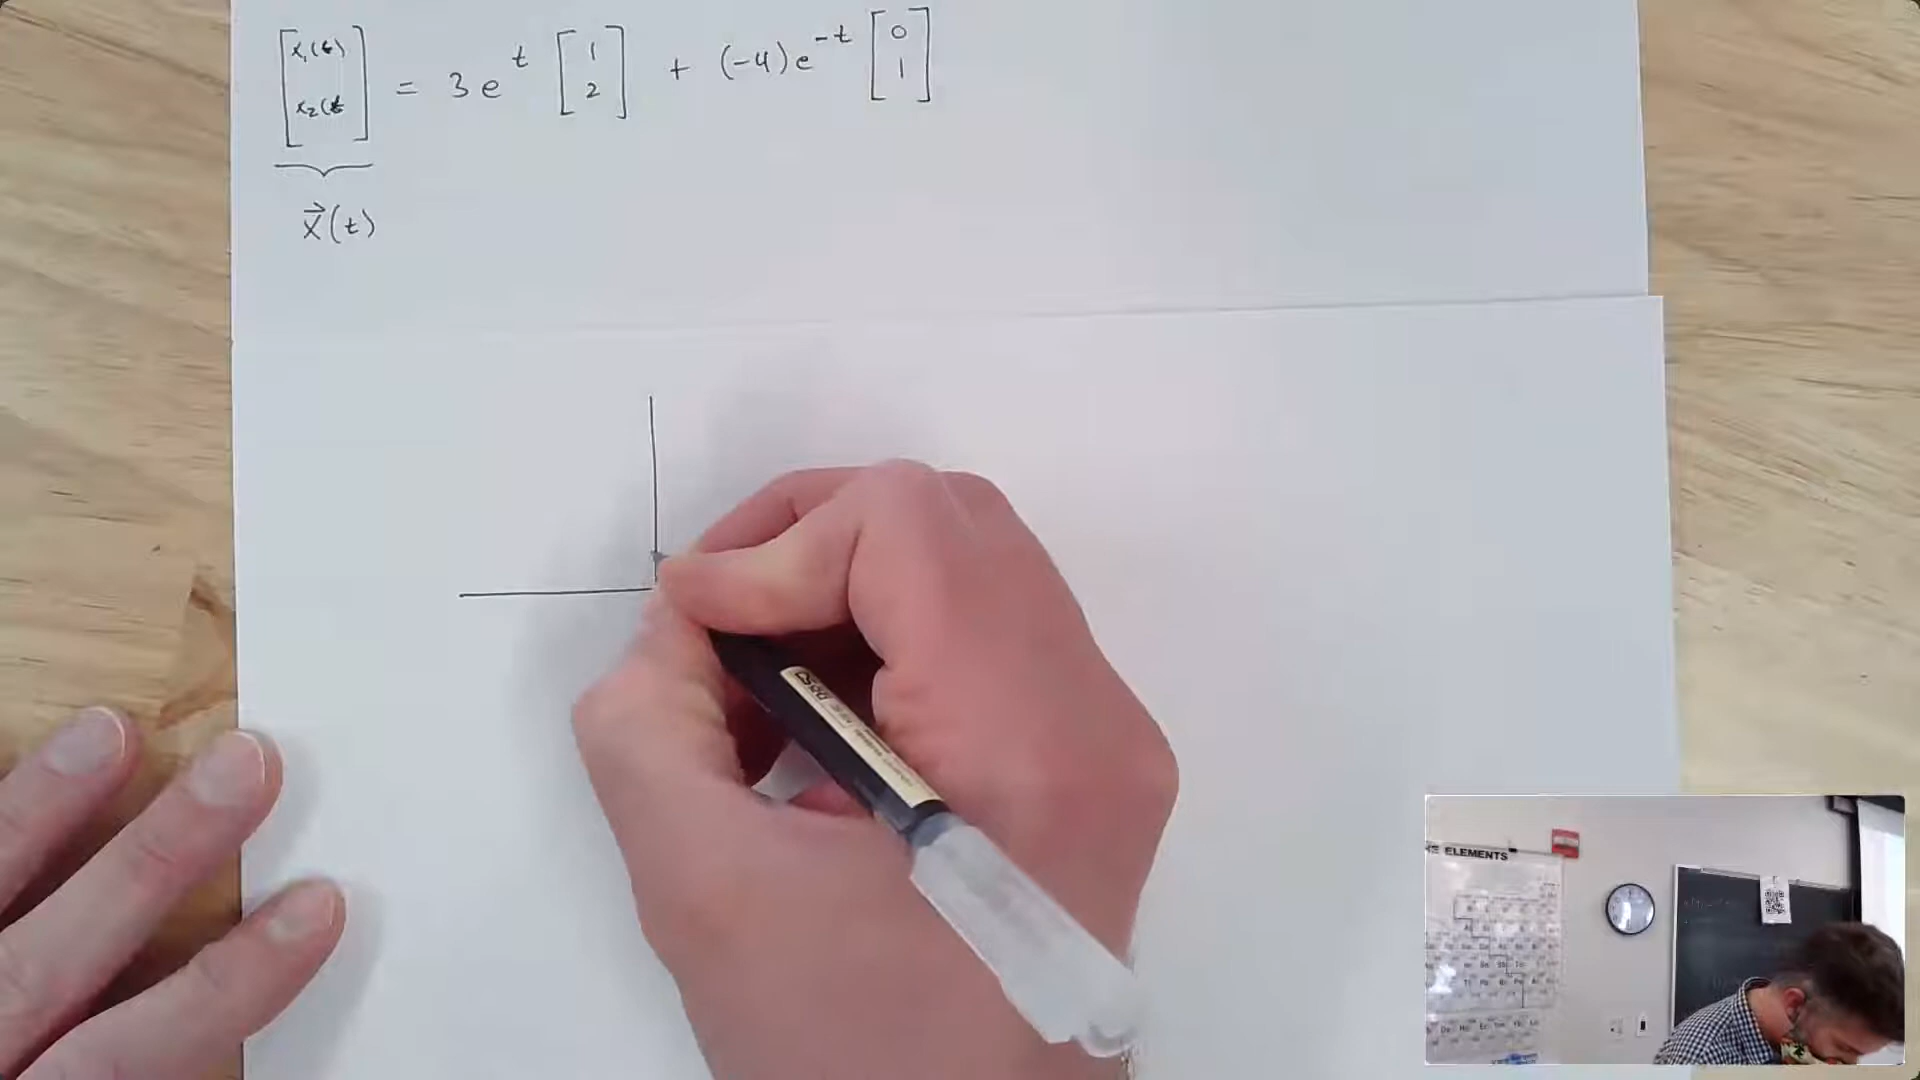 [x₁(t) x₂(t] = 3e^t [1 2] + (-4)e^-t [0 1]
x⃗(t)
ELEMENTS